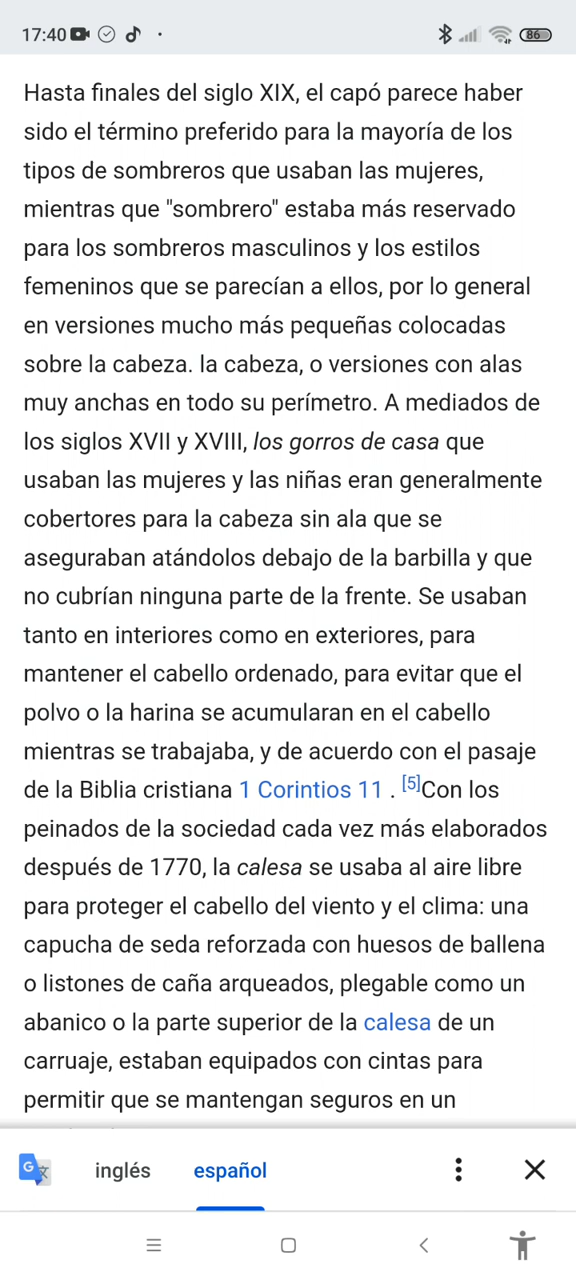 17:40
86
Hasta finales del siglo XIX, el capó parece haber
sido el término preferido para la mayoría de los
tipos de sombreros que usaban las mujeres,
mientras que "sombrero" estaba más reservado
para los sombreros masculinos y los estilos
femeninos que se parecían a ellos, por lo general
en versiones mucho más pequeñas colocadas
sobre la cabeza. la cabeza, o versiones con alas
muy anchas en todo su perímetro. A mediados de
los siglos XVII y XVIII, los gorros de casa que
usaban las mujeres y las niñas eran generalmente
cobertores para la cabeza sin ala que se
aseguraban atándolos debajo de la barbilla y que
no cubrían ninguna parte de la frente. Se usaban
tanto en interiores como en exteriores, para
mantener el cabello ordenado, para evitar que el
polvo o la harina se acumularan en el cabello
mientras se trabajaba, y de acuerdo con el pasaje
de la Biblia cristiana 1 Corintios 11 . [5]Con los
peinados de la sociedad cada vez más elaborados
después de 1770, la calesa se usaba al aire libre
para proteger el cabello del viento y el clima: una
capucha de seda reforzada con huesos de ballena
o listones de caña arqueados, plegable como un
abanico o la parte superior de la calesa de un
carruaje, estaban equipados con cintas para
permitir que se mantengan seguros en un
G 文
inglés español